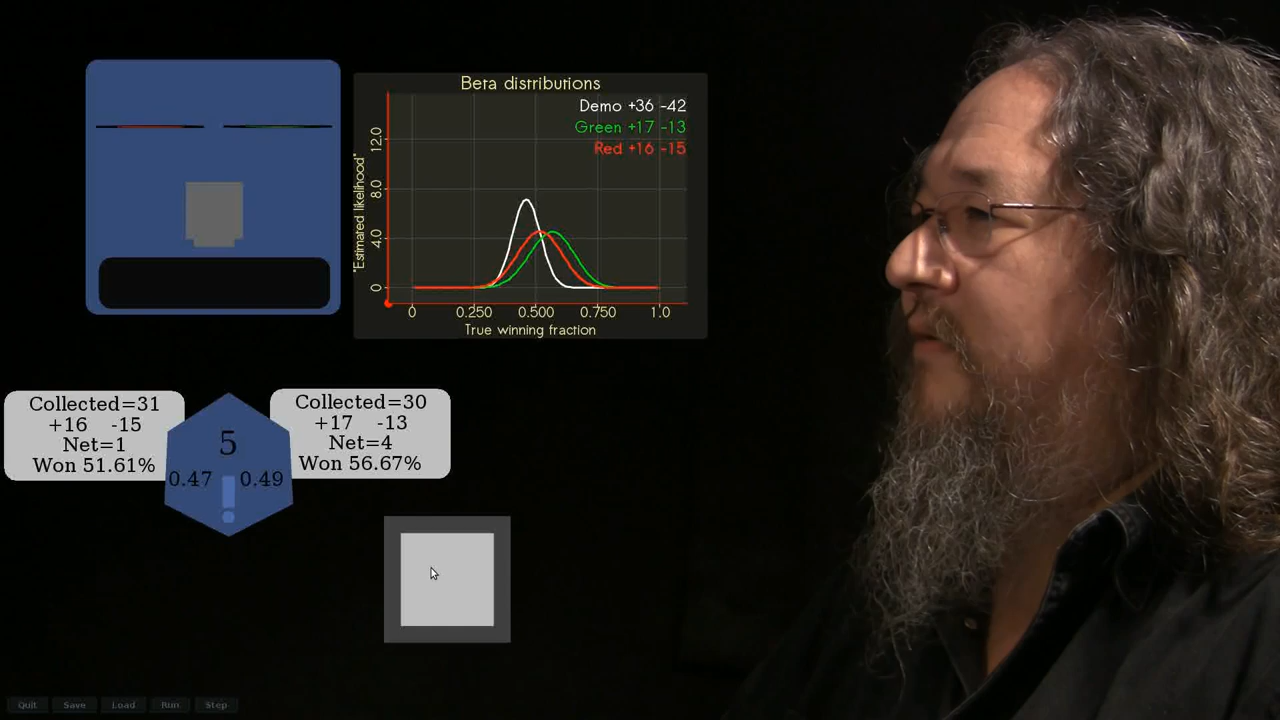 Beta distributions
Demo +36 -42
Green +17 -13
Red +16 -15
"Estimated likelihood"
12.0
8.0
4.0
0
0 0.250 0.500 0.750 1.0
True winning fraction
Collected=31
+16 -15
Net=1
Won 51.61%
5
0.47 0.49
Collected=30
+17 -13
Net=4
Won 56.67%
Quit Save Load Run Step